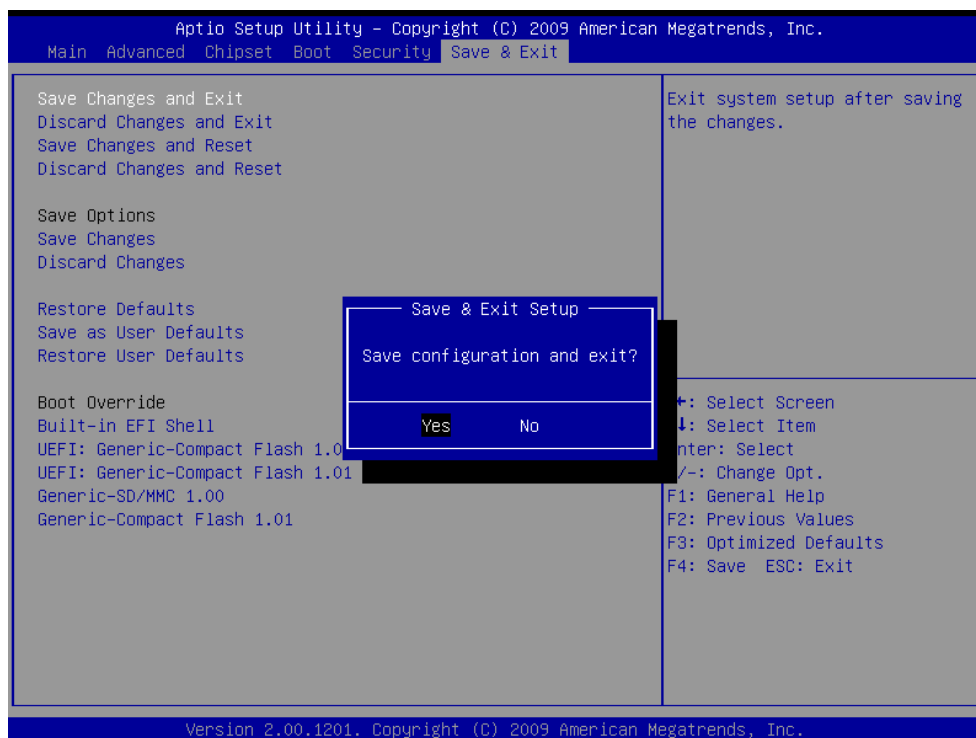 Aptio Setup Utility – Copyright (C) 2009 American Megatrends, Inc.
Main Advanced Chipset Boot Security Save & Exit
Save Changes and Exit
Discard Changes and Exit
Save Changes and Reset
Discard Changes and Reset
Save Options
Save Changes
Discard Changes
Restore Defaults
Save as User Defaults
Restore User Defaults
Boot Override
Built-in EFI Shell
UEFI: Generic-Compact Flash 1.0
UEFI: Generic-Compact Flash 1.01
Generic-SD/MMC 1.00
Generic-Compact Flash 1.01
Save & Exit Setup
Save configuration and exit?
Yes No
Exit system setup after saving
the changes.
←: Select Screen
↓: Select Item
nter: Select
/-: Change Opt.
F1: General Help
F2: Previous Values
F3: Optimized Defaults
F4: Save ESC: Exit
Version 2.00.1201. Copyright (C) 2009 American Megatrends, Inc.